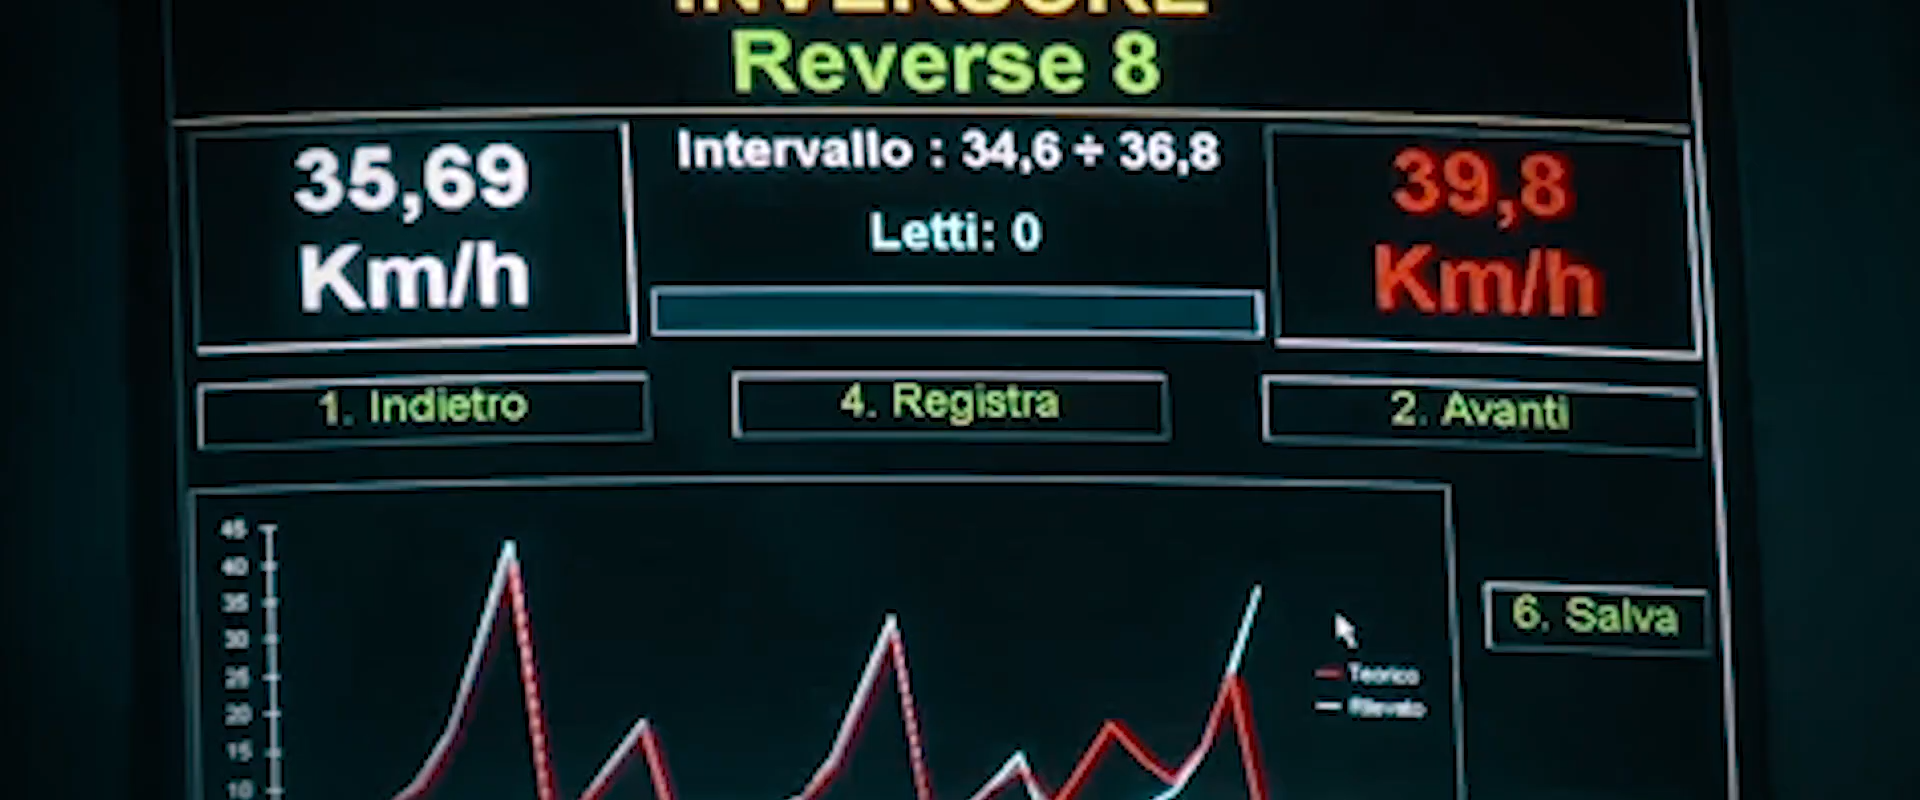 INVERSORE
Reverse 8
35,69
Km/h
Intervallo : 34,6 ÷ 36,8
Letti: 0
39,8
Km/h
1. Indietro
4. Registra
2. Avanti
45
40
35
30
25
20
15
10
6. Salva
Teorico
Rilevato